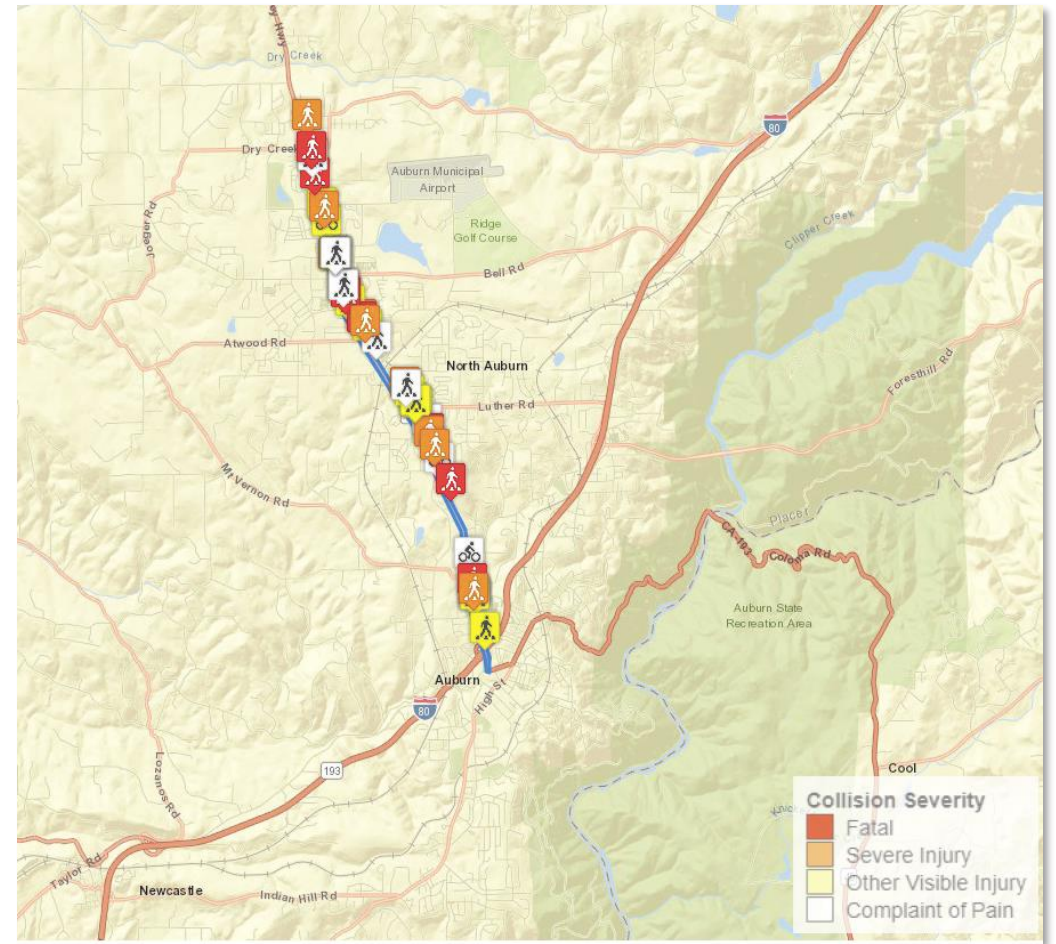 ey Hwy
Dry Creek
80
Dry Creek
Auburn Municipal
Airport
Joeger Rd
Ridge
Golf Course
Clipper Creek
Bell Rd
Atwood Rd
North Auburn
Foresthill Rd
Luther Rd
Mt Vernon Rd
Placer
CA-193
Coloma Rd
Auburn State
Recreation Area
Auburn
High St
80
193
Cool
Lozanos Rd
Collision Severity
Fatal
Severe Injury
Other Visible Injury
Complaint of Pain
Taylor Rd
Newcastle
Indian Hill Rd